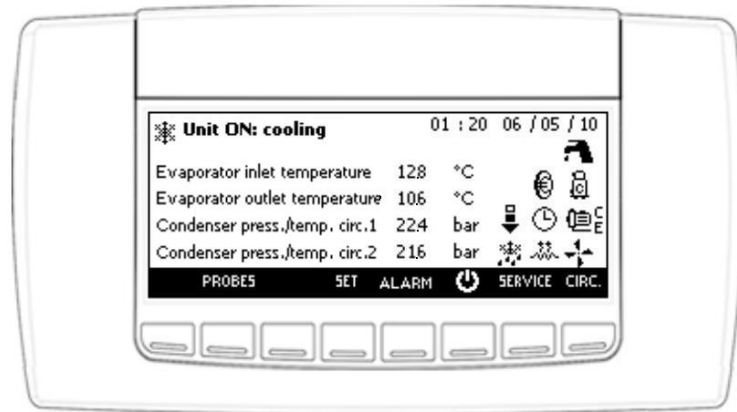 Unit ON: cooling 01 : 20 06 / 05 / 10
Evaporator inlet temperature 12.8 °C
Evaporator outlet temperature 10.6 °C
Condenser press./temp. circ.1 22.4 bar
Condenser press./temp. circ.2 21.6 bar
PROBES SET ALARM SERVICE CIRC.